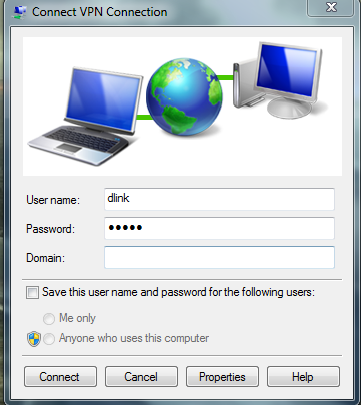 Connect VPN Connection
User name: dlink
Password: •••••
Domain:
Save this user name and password for the following users:
Me only
Anyone who uses this computer
Connect Cancel Properties Help